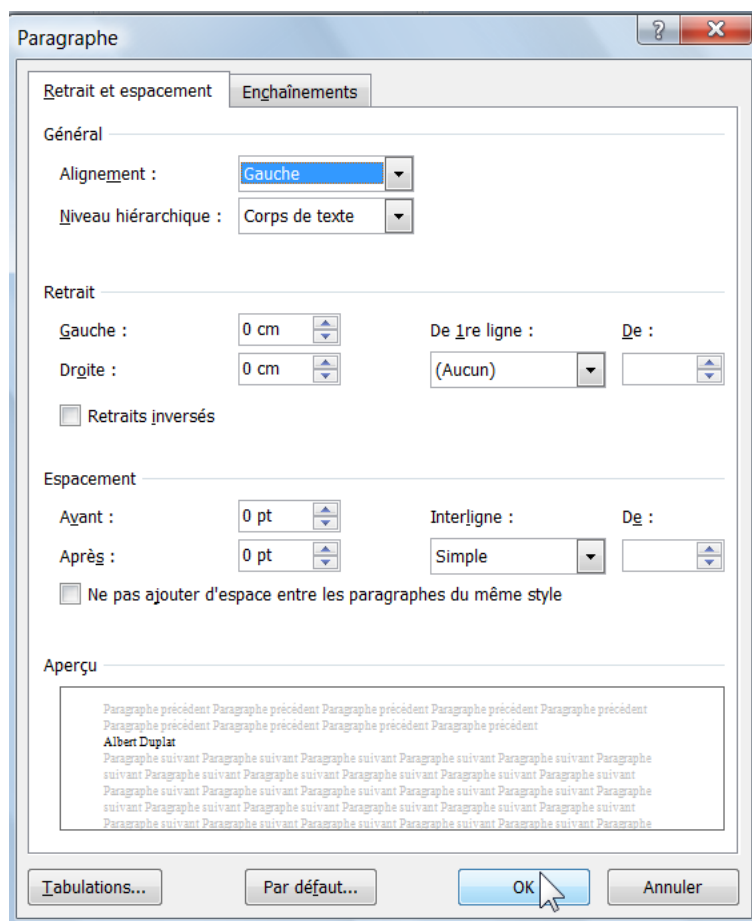 Paragraphe
Retrait et espacement Enchaînements
Général
Alignement : Gauche
Niveau hiérarchique : Corps de texte
Retrait
Gauche : 0 cm De 1re ligne : De :
Droite : 0 cm (Aucun)
Retraits inversés
Espacement
Avant : 0 pt Interligne : De :
Après : 0 pt Simple
Ne pas ajouter d'espace entre les paragraphes du même style
Aperçu
Paragraphe précédent Paragraphe précédent Paragraphe précédent Paragraphe précédent Paragraphe précédent
Paragraphe précédent Paragraphe précédent Paragraphe précédent Paragraphe précédent
Albert Duplat
Paragraphe suivant Paragraphe suivant Paragraphe suivant Paragraphe suivant Paragraphe suivant Paragraphe
suivant Paragraphe suivant Paragraphe suivant Paragraphe suivant Paragraphe suivant Paragraphe suivant
Paragraphe suivant Paragraphe suivant Paragraphe suivant Paragraphe suivant Paragraphe suivant Paragraphe
suivant Paragraphe suivant Paragraphe suivant Paragraphe suivant Paragraphe suivant Paragraphe suivant
Paragraphe suivant Paragraphe suivant Paragraphe suivant Paragraphe suivant Paragraphe suivant Paragraphe
Tabulations... Par défaut... OK Annuler